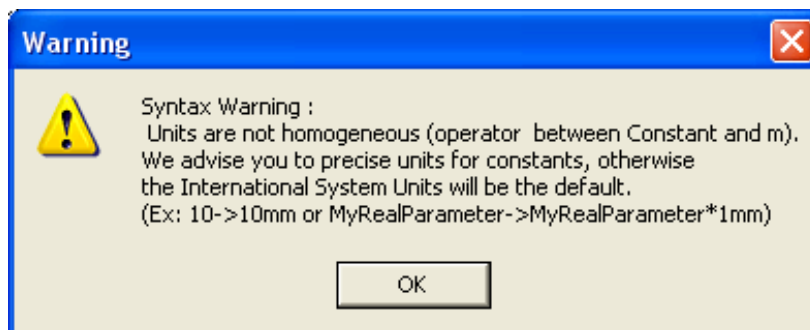 Warning
Syntax Warning :
Units are not homogeneous (operator between Constant and m).
We advise you to precise units for constants, otherwise
the International System Units will be the default.
(Ex: 10->10mm or MyRealParameter->MyRealParameter*1mm)
OK